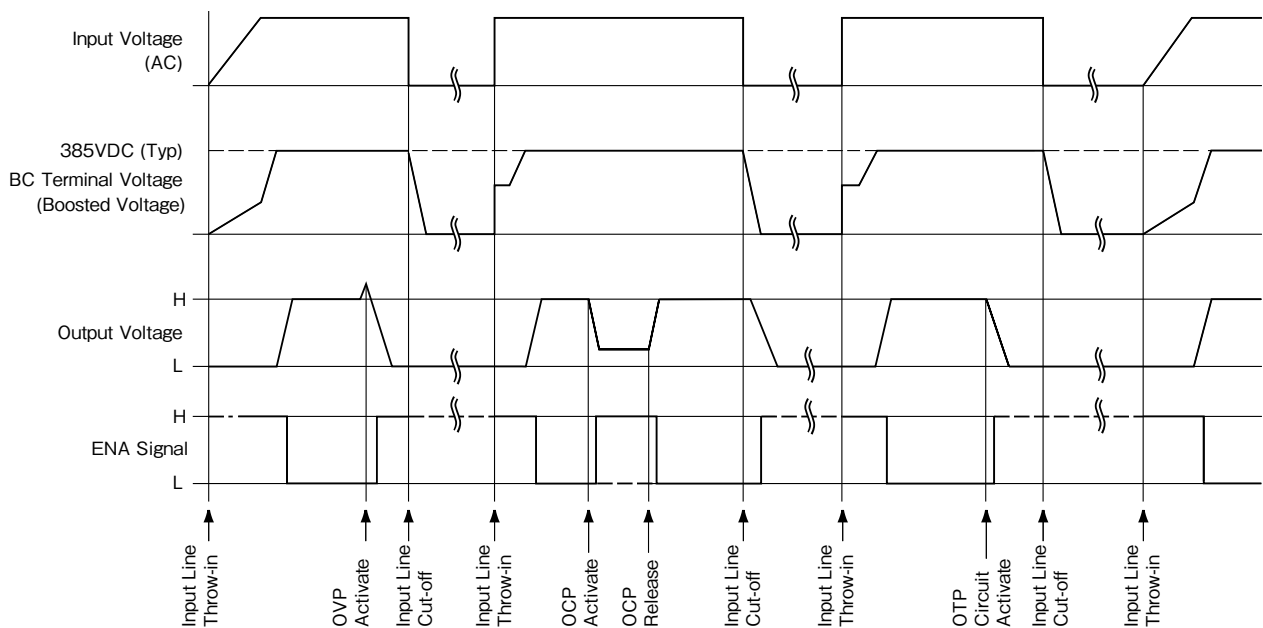 Input Voltage
(AC)
385VDC (Typ)
BC Terminal Voltage
(Boosted Voltage)
H
Output Voltage
L
H
ENA Signal
L
Input Line
Throw-in
OVP
Activate
Input Line
Cut-off
Input Line
Throw-in
OCP
Activate
OCP
Release
Input Line
Cut-off
Input Line
Throw-in
OTP
Circuit
Activate
Input Line
Cut-off
Input Line
Throw-in